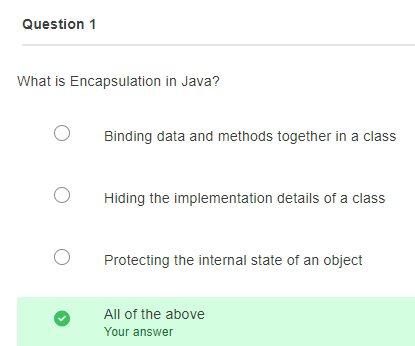 Question 1
What is Encapsulation in Java?
Binding data and methods together in a class
Hiding the implementation details of a class
Protecting the internal state of an object
All of the above
Your answer